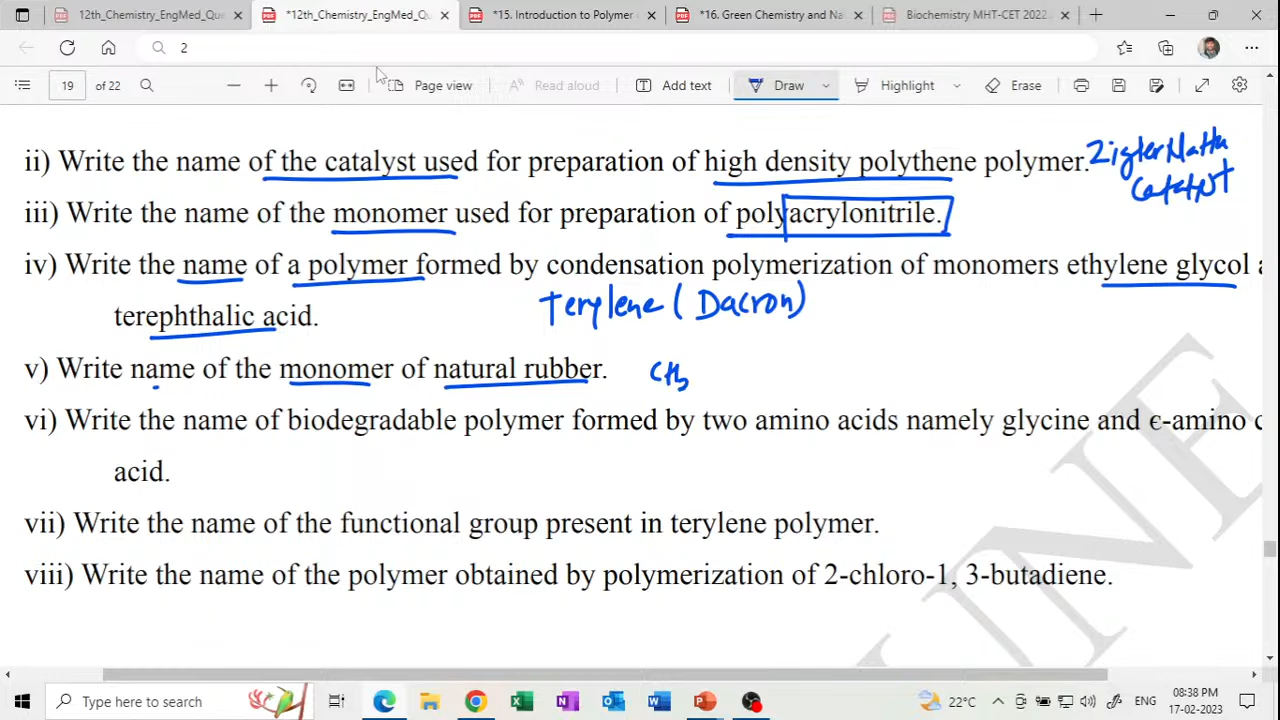 12th_Chemistry_EngMed_Qu
*12th_Chemistry_EngMed_Qu
*15. Introduction to Polymer
*16. Green Chemistry and Na
Biochemistry MHT-CET 2022
2
19 of 22
Page view
Read aloud
Add text
Draw
Highlight
Erase
ii) Write the name of the catalyst used for preparation of high density polythene polymer.
iii) Write the name of the monomer used for preparation of polyacrylonitrile.
iv) Write the name of a polymer formed by condensation polymerization of monomers ethylene glycol a
Terylene (Dacron)
terephthalic acid.
v) Write name of the monomer of natural rubber. CH3
vi) Write the name of biodegradable polymer formed by two amino acids namely glycine and ϵ-amino c
acid.
vii) Write the name of the functional group present in terylene polymer.
viii) Write the name of the polymer obtained by polymerization of 2-chloro-1, 3-butadiene.
UNE
Type here to search
22°C
ENG
08:38 PM
17-02-2023